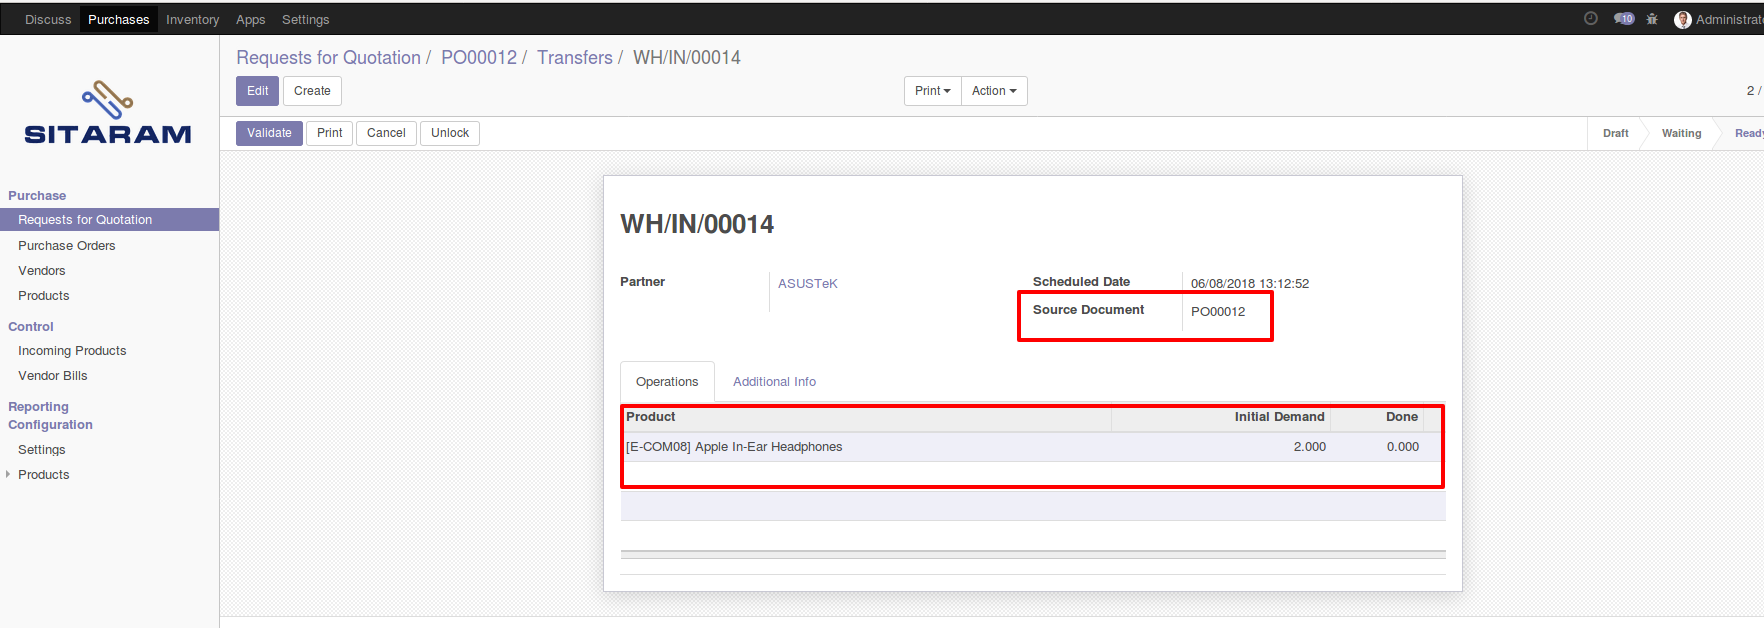 Discuss Purchases Inventory Apps Settings 10 Administrat
Requests for Quotation / PO00012 / Transfers / WH/IN/00014
Edit Create Print Action 2 /
SITARAM
Validate Print Cancel Unlock Draft Waiting Ready
Purchase
Requests for Quotation
Purchase Orders
Vendors
Products
Control
Incoming Products
Vendor Bills
Reporting
Configuration
Settings
Products
WH/IN/00014
Partner ASUSTeK
Scheduled Date 06/08/2018 13:12:52
Source Document PO00012
Operations Additional Info
Product Initial Demand Done
[E-COM08] Apple In-Ear Headphones 2.000 0.000